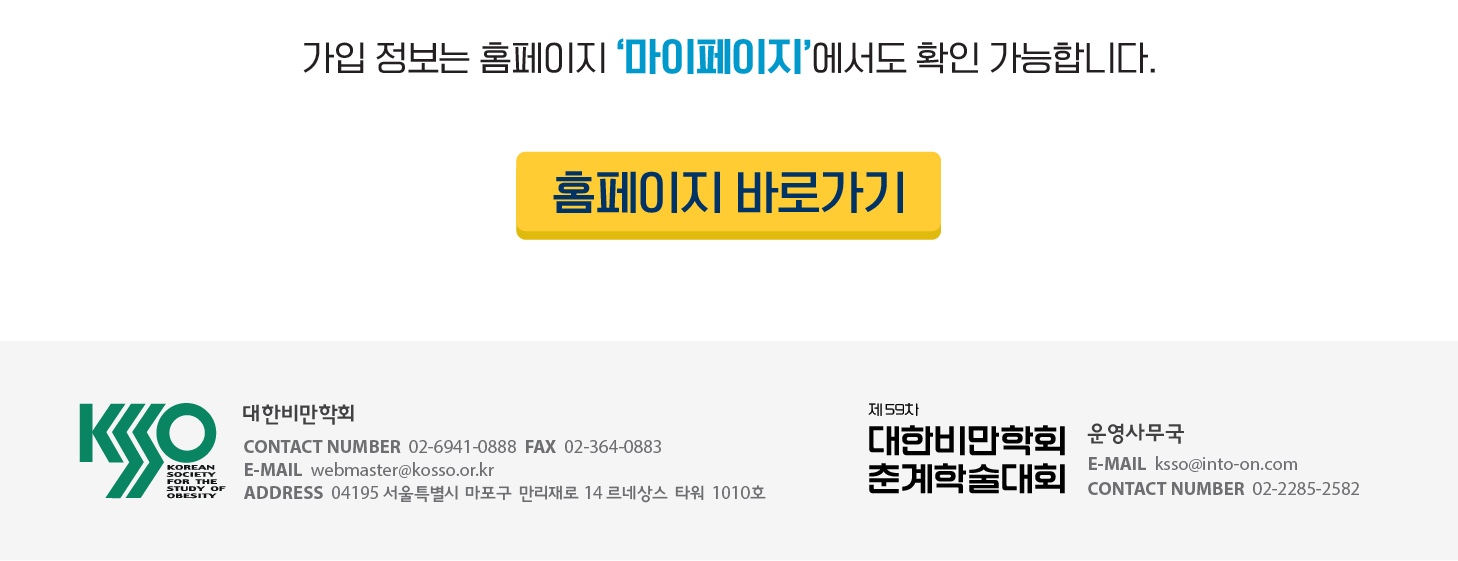 가입 정보는 홈페이지 ‘마이페이지’에서도 확인 가능합니다.
홈페이지 바로가기
KSSO
KOREAN
SOCIETY
FOR THE
STUDY OF
OBESITY
대한비만학회
CONTACT NUMBER 02-6941-0888 FAX 02-364-0883
E-MAIL webmaster@kosso.or.kr
ADDRESS 04195 서울특별시 마포구 만리재로 14 르네상스 타워 1010호
제59차
대한비만학회
춘계학술대회
운영사무국
E-MAIL ksso@into-on.com
CONTACT NUMBER 02-2285-2582